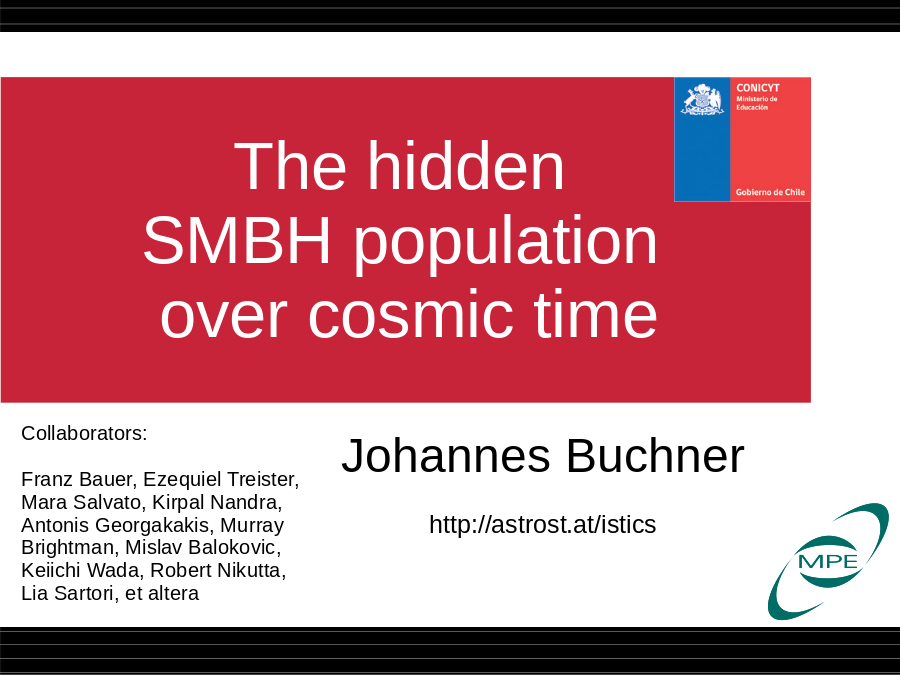 CONICYT
Ministerio de
Educación
Gobierno de Chile
The hidden
SMBH population
over cosmic time
Collaborators:
Franz Bauer, Ezequiel Treister,
Mara Salvato, Kirpal Nandra,
Antonis Georgakakis, Murray
Brightman, Mislav Balokovic,
Keiichi Wada, Robert Nikutta,
Lia Sartori, et altera
Johannes Buchner
http://astrost.at/istics
MPE